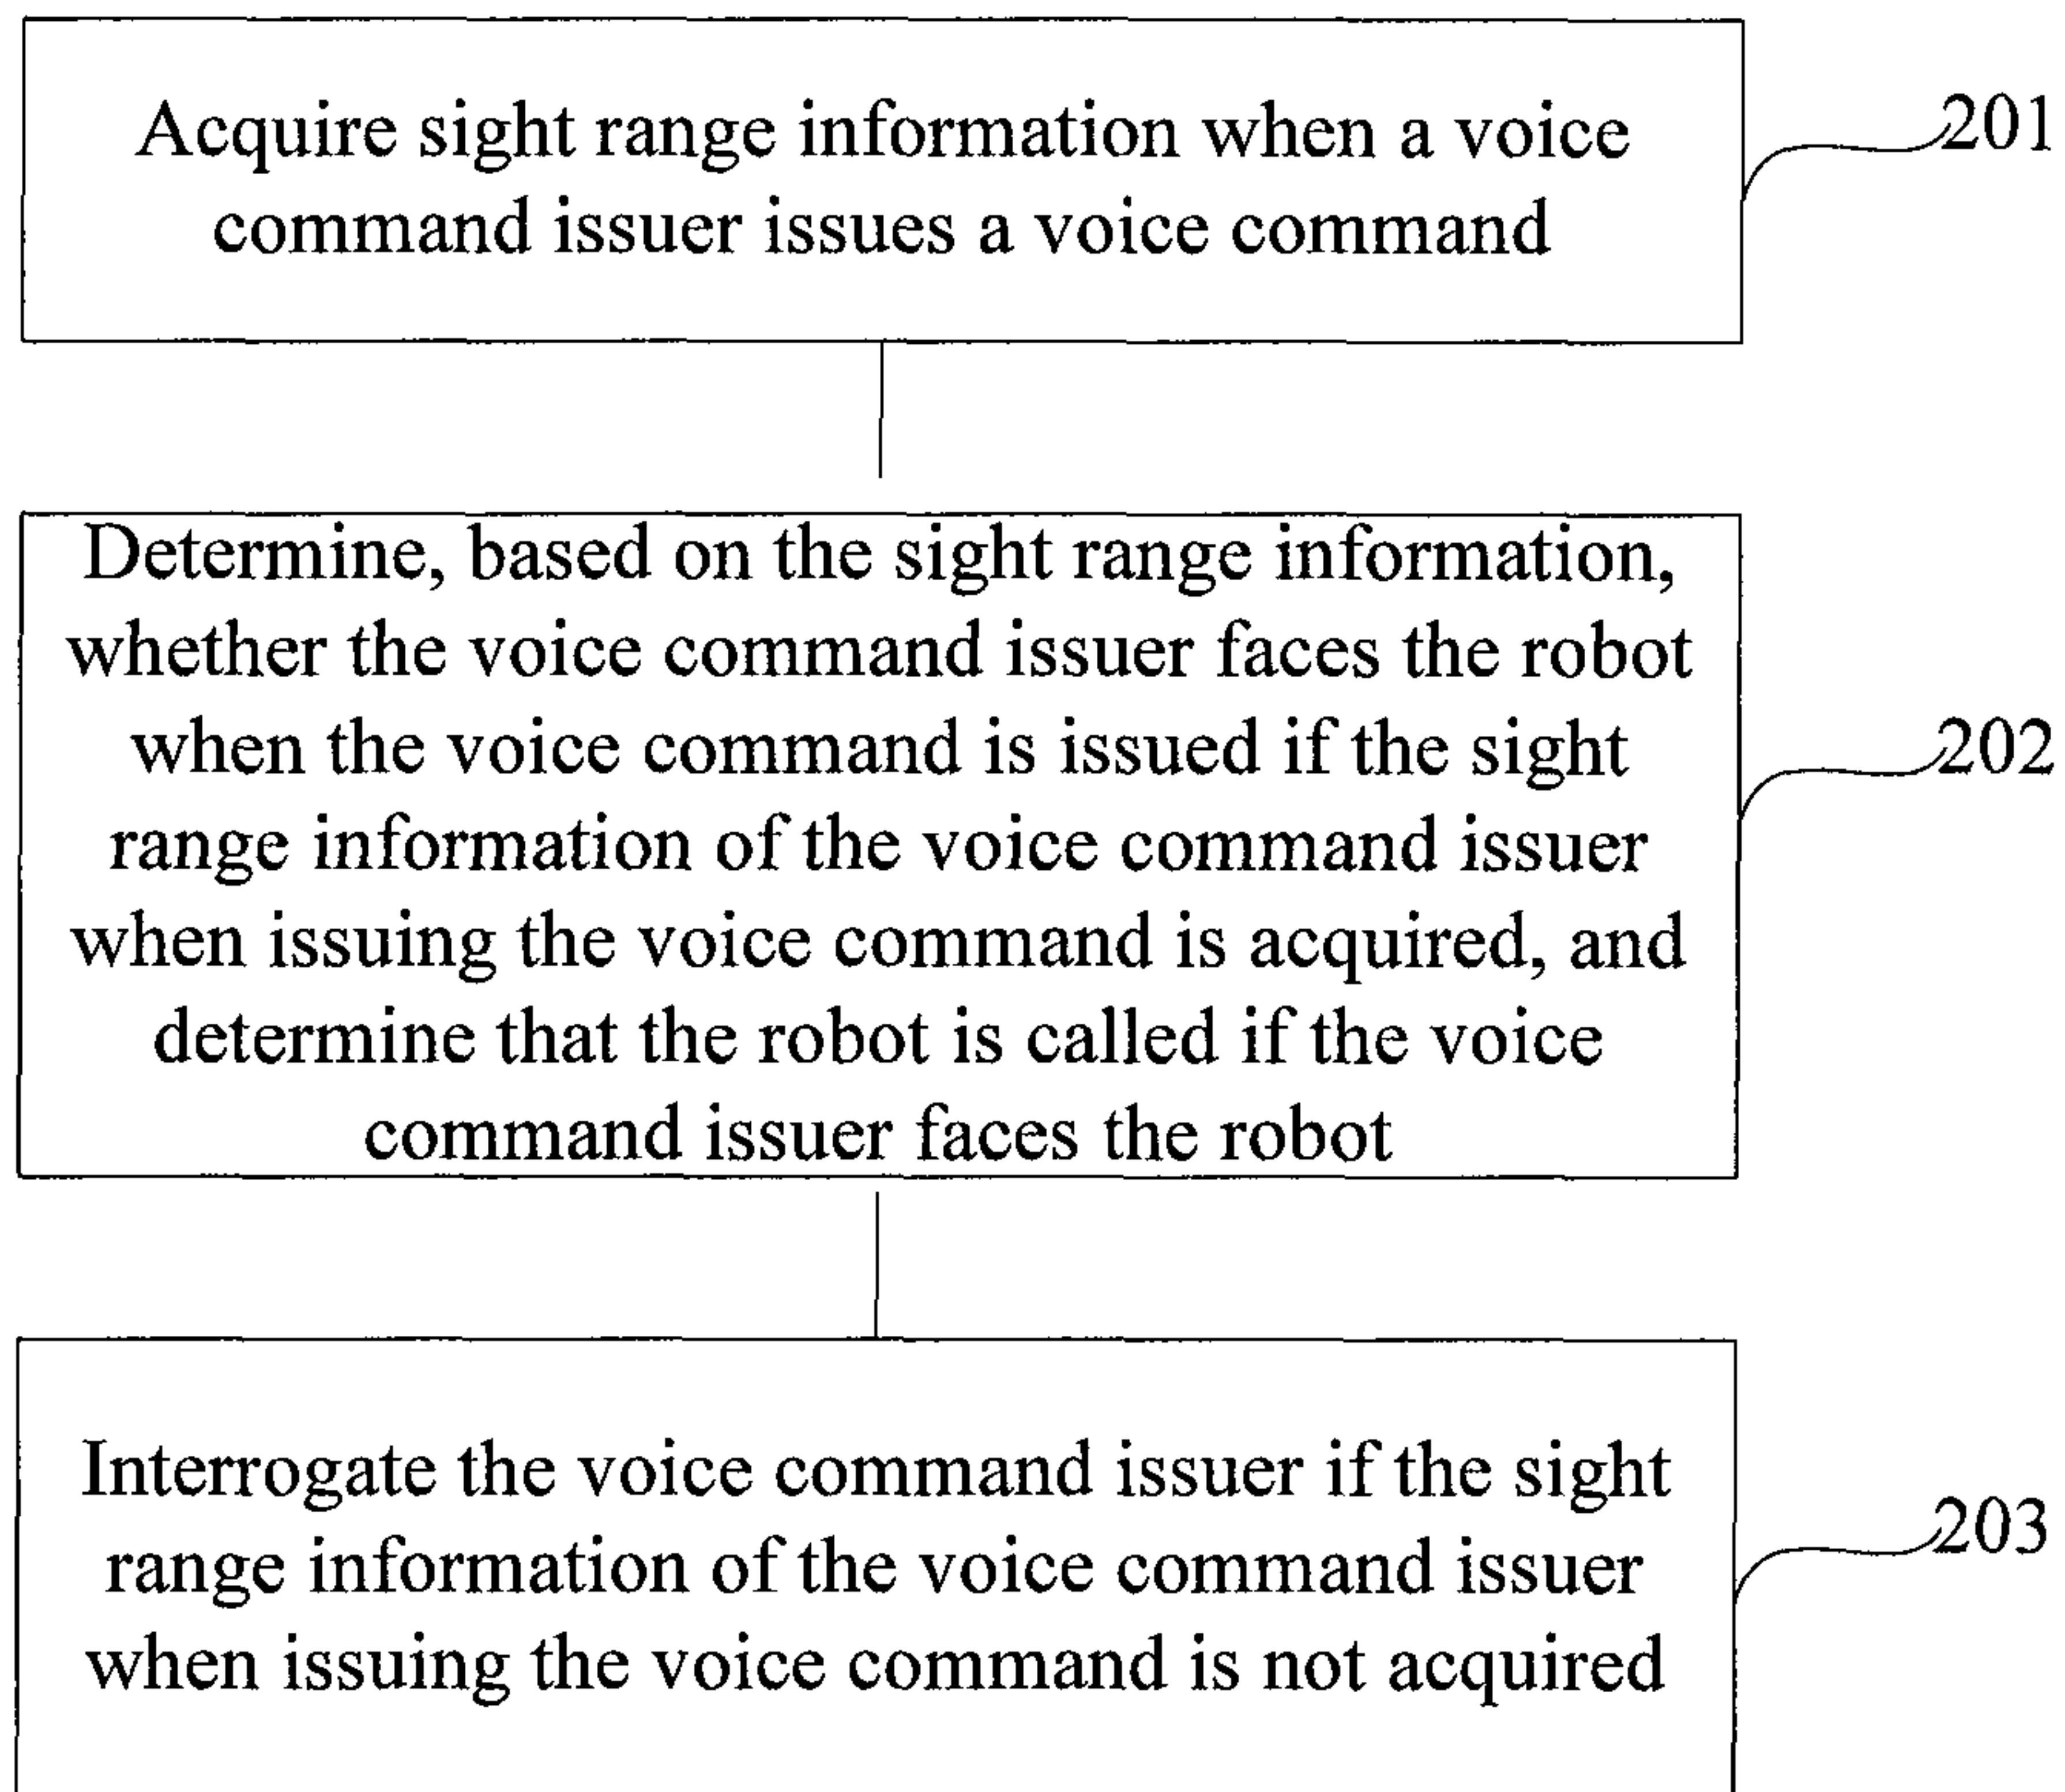 Acquire sight range information when a voice
command issuer issues a voice command
201
Determine, based on the sight range information,
whether the voice command issuer faces the robot
when the voice command is issued if the sight
range information of the voice command issuer
when issuing the voice command is acquired, and
determine that the robot is called if the voice
command issuer faces the robot
202
Interrogate the voice command issuer if the sight
range information of the voice command issuer
when issuing the voice command is not acquired
203